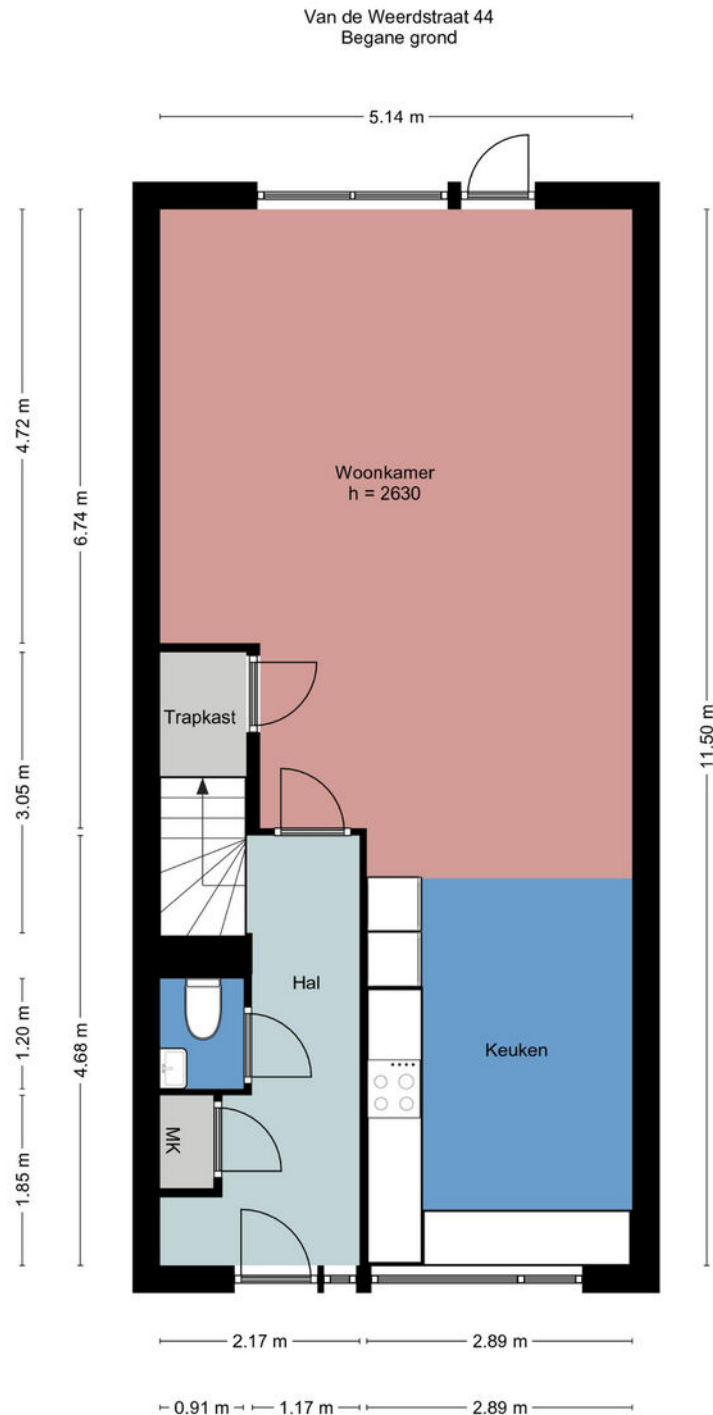 Van de Weerdstraat 44
Begane grond
5.14 m
4.72 m
6.74 m
11.50 m
Woonkamer
h = 2630
Trapkast
3.05 m
Hal
1.20 m
4.68 m
Keuken
MK
1.85 m
2.17 m
2.89 m
0.91 m
1.17 m
2.89 m